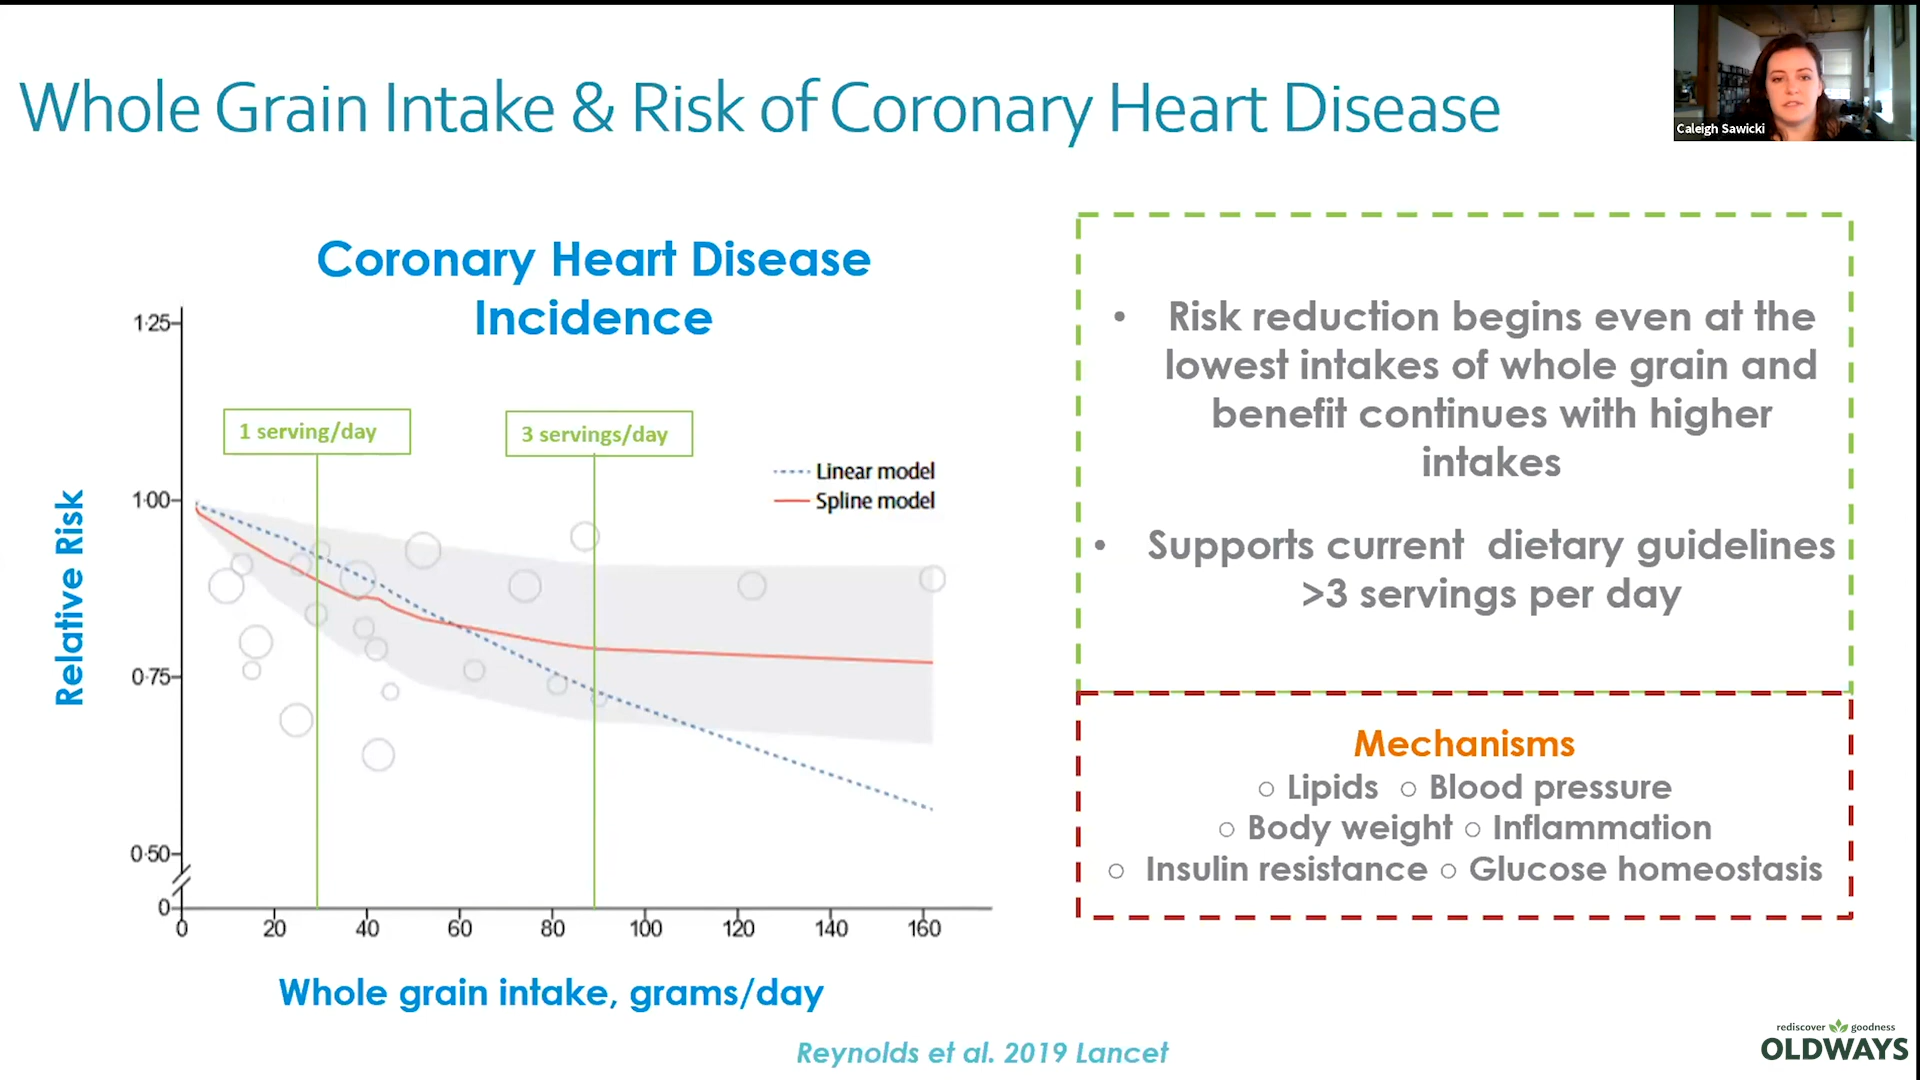 Whole Grain Intake & Risk of Coronary Heart Disease
Caleigh Sawicki
Coronary Heart Disease
Incidence
1·25
1 serving/day
3 servings/day
Linear model
Spline model
1·00
0·75
0·50
0
Relative Risk
0 20 40 60 80 100 120 140 160
Whole grain intake, grams/day
• Risk reduction begins even at the
lowest intakes of whole grain and
benefit continues with higher
intakes
• Supports current dietary guidelines
>3 servings per day
Mechanisms
○ Lipids ○ Blood pressure
○ Body weight ○ Inflammation
○ Insulin resistance ○ Glucose homeostasis
Reynolds et al. 2019 Lancet
rediscover goodness
OLDWAYS